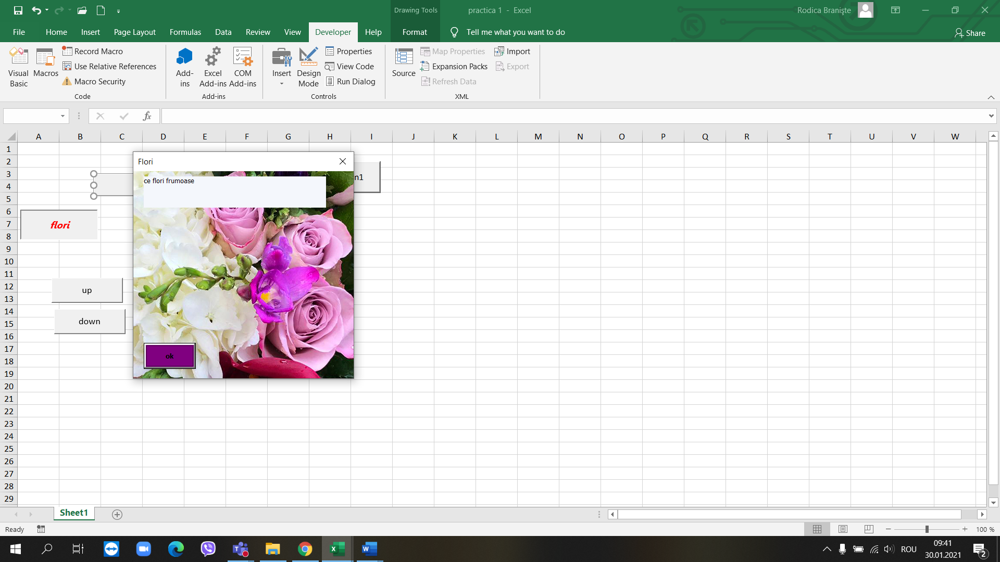 Drawing Tools
practica 1 - Excel
Rodica Braniște
File
Home
Insert
Page Layout
Formulas
Data
Review
View
Developer
Help
Format
Tell me what you want to do
Share
Visual Basic
Macros
Record Macro
Use Relative References
Macro Security
Code
Add-ins
Excel Add-ins
COM Add-ins
Add-ins
Insert
Design Mode
Properties
View Code
Run Dialog
Controls
Source
Map Properties
Expansion Packs
Refresh Data
Import
Export
XML
fx
A B C D E F G H I J K L M N O P Q R S T U V W
1
2
3
4
5
6
7
8
9
10
11
12
13
14
15
16
17
18
19
20
21
22
23
24
25
26
27
28
29
Flori
ce flori frumoase
n1
flori
up
down
ok
Sheet1
Ready
100 %
ROU
09:41
30.01.2021
2